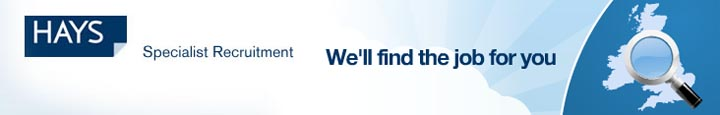 HAYS
Specialist Recruitment
We'll find the job for you